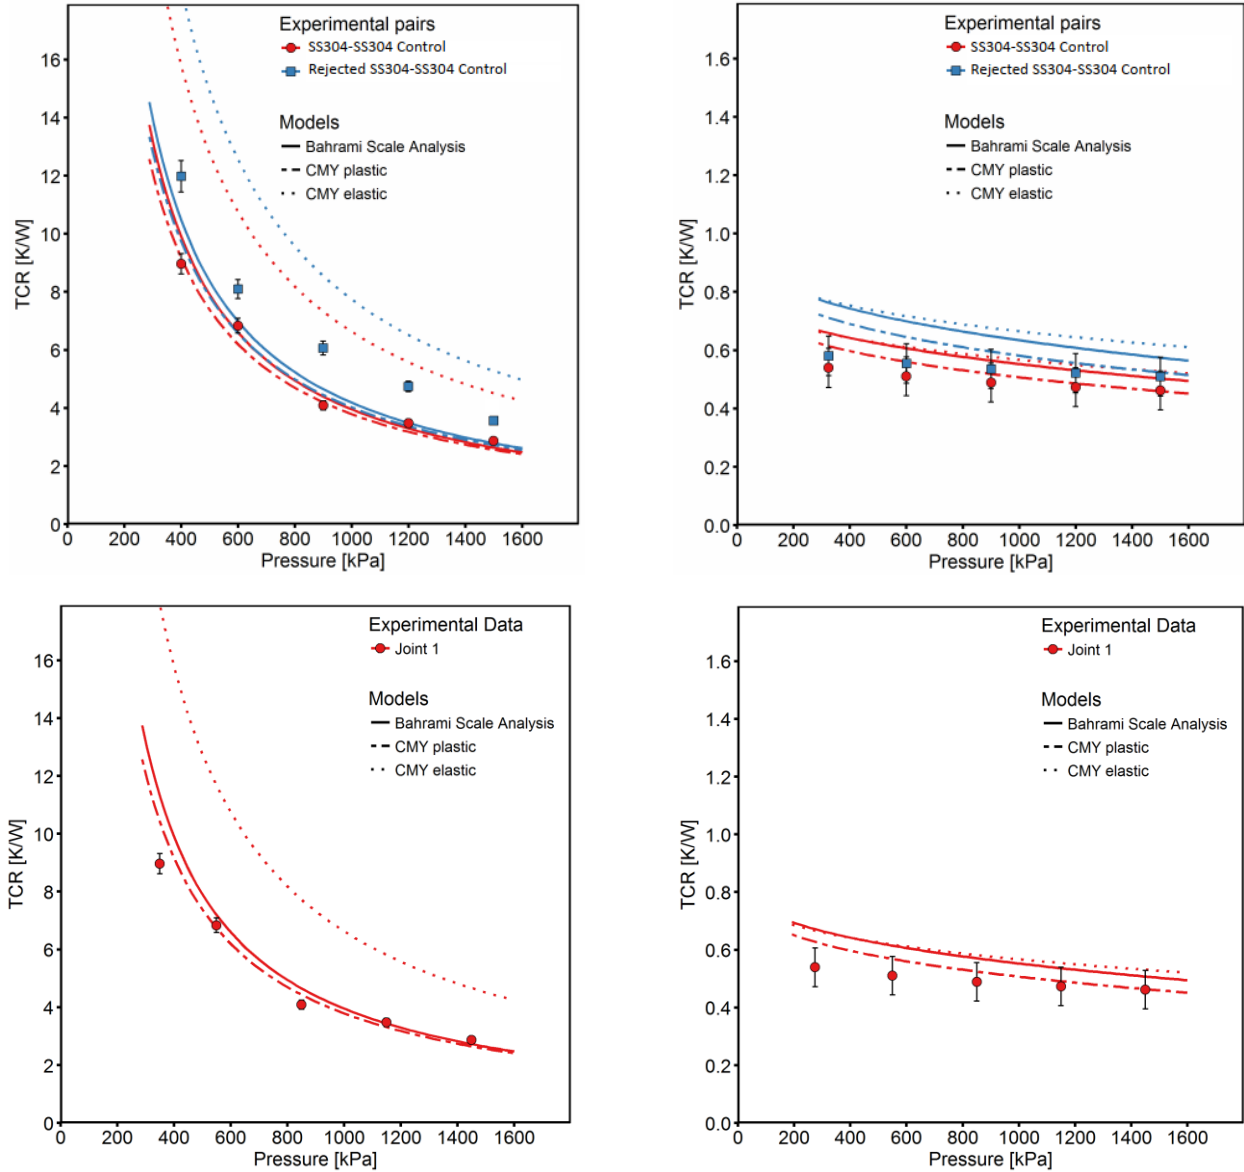 Experimental pairs
SS304-SS304 Control
Rejected SS304-SS304 Control
Models
Bahrami Scale Analysis
CMY plastic
CMY elastic
TCR [K/W]
16
14
12
10
8
6
4
2
0
0 200 400 600 800 1000 1200 1400 1600
Pressure [kPa]
Experimental pairs
SS304-SS304 Control
Rejected SS304-SS304 Control
Models
Bahrami Scale Analysis
CMY plastic
CMY elastic
TCR [K/W]
1.6
1.4
1.2
1.0
0.8
0.6
0.4
0.2
0.0
0 200 400 600 800 1000 1200 1400 1600
Pressure [kPa]
Experimental Data
Joint 1
Models
Bahrami Scale Analysis
CMY plastic
CMY elastic
TCR [K/W]
16
14
12
10
8
6
4
2
0
0 200 400 600 800 1000 1200 1400 1600
Pressure [kPa]
Experimental Data
Joint 1
Models
Bahrami Scale Analysis
CMY plastic
CMY elastic
TCR [K/W]
1.6
1.4
1.2
1.0
0.8
0.6
0.4
0.2
0.0
0 200 400 600 800 1000 1200 1400 1600
Pressure [kPa]